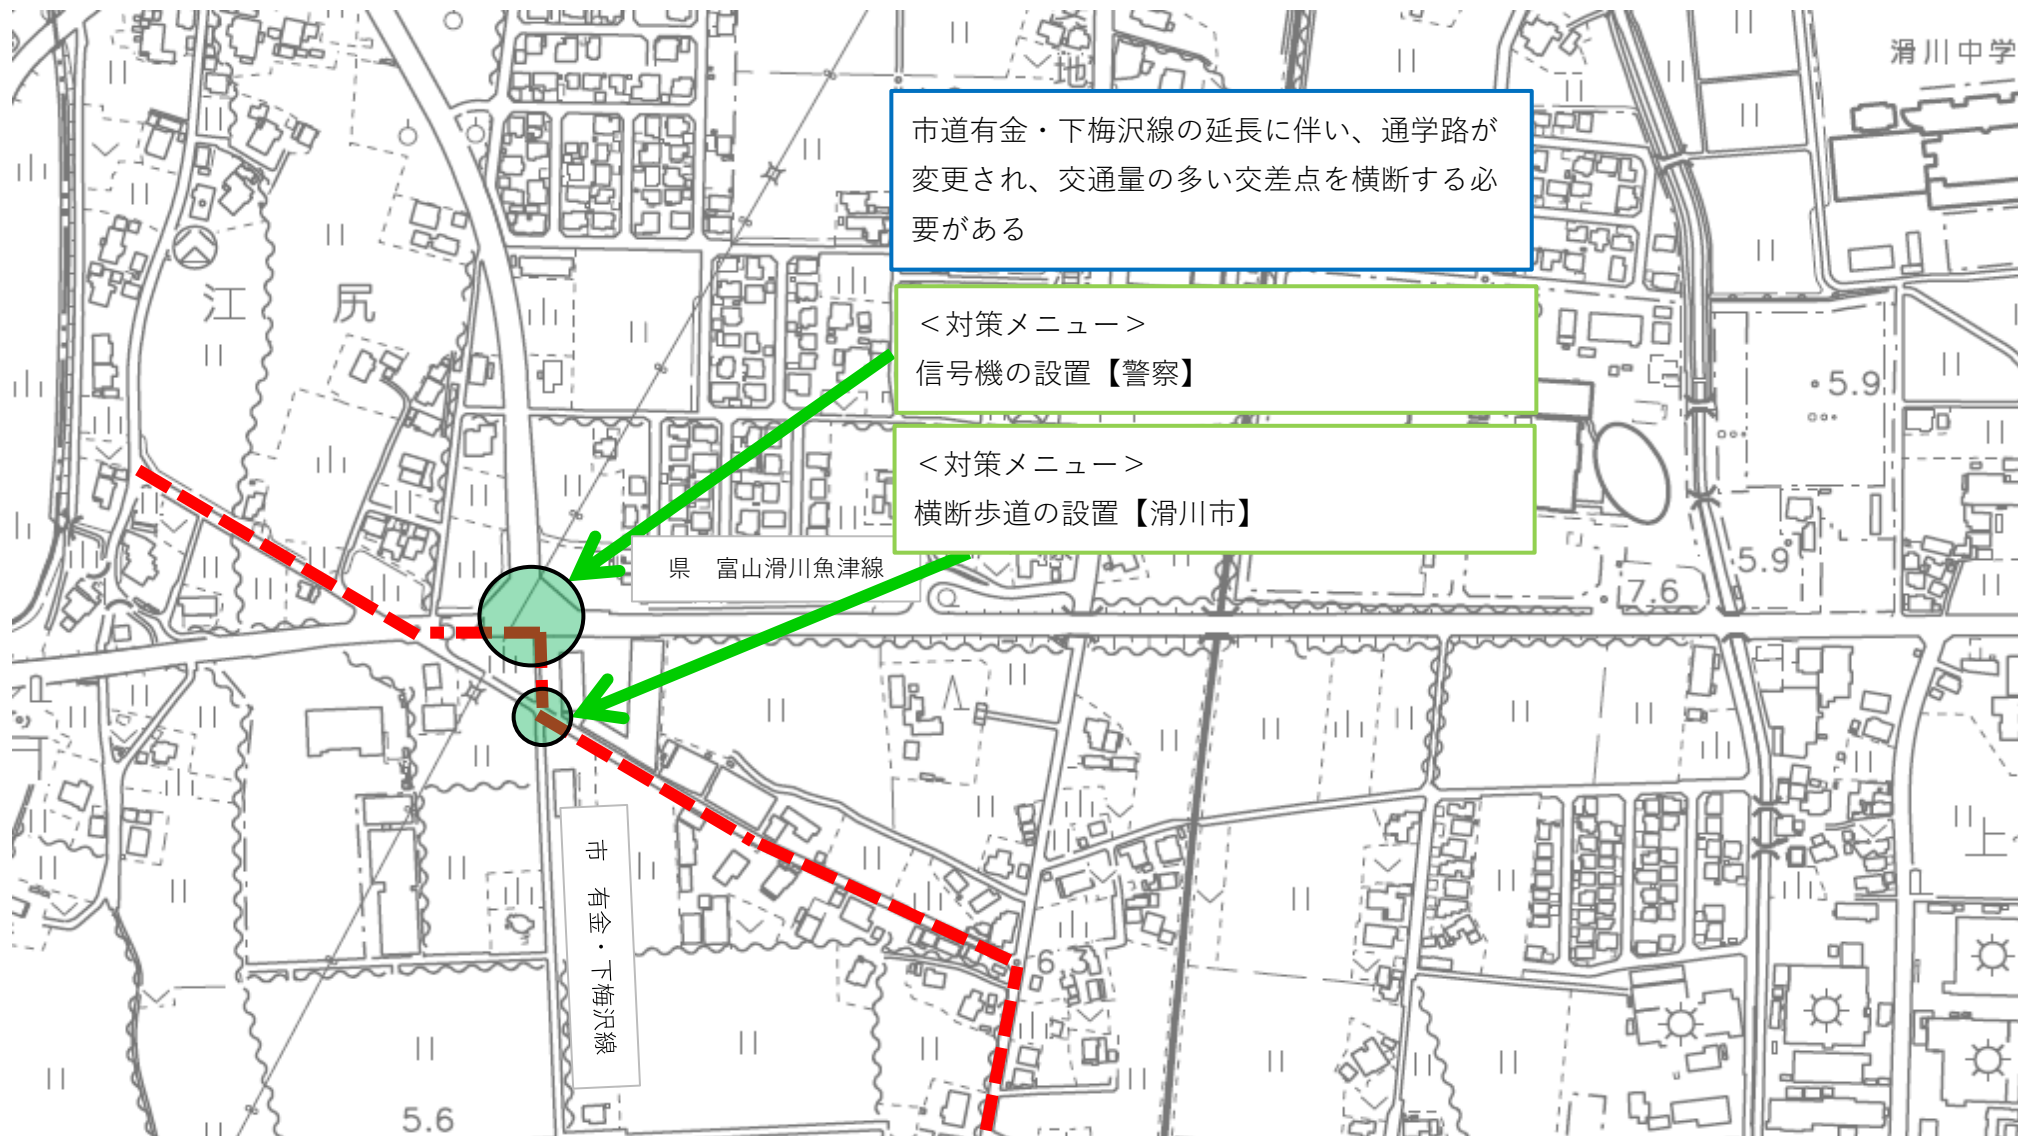 滑川中学
地
市道有金・下梅沢線の延長に伴い、通学路が
変更され、交通量の多い交差点を横断する必
要がある
江尻
＜対策メニュー＞
信号機の設置【警察】
5.9
＜対策メニュー＞
横断歩道の設置【滑川市】
県　富山滑川魚津線
5.9
7.6
市　有金・下梅沢線
上
6
5.6